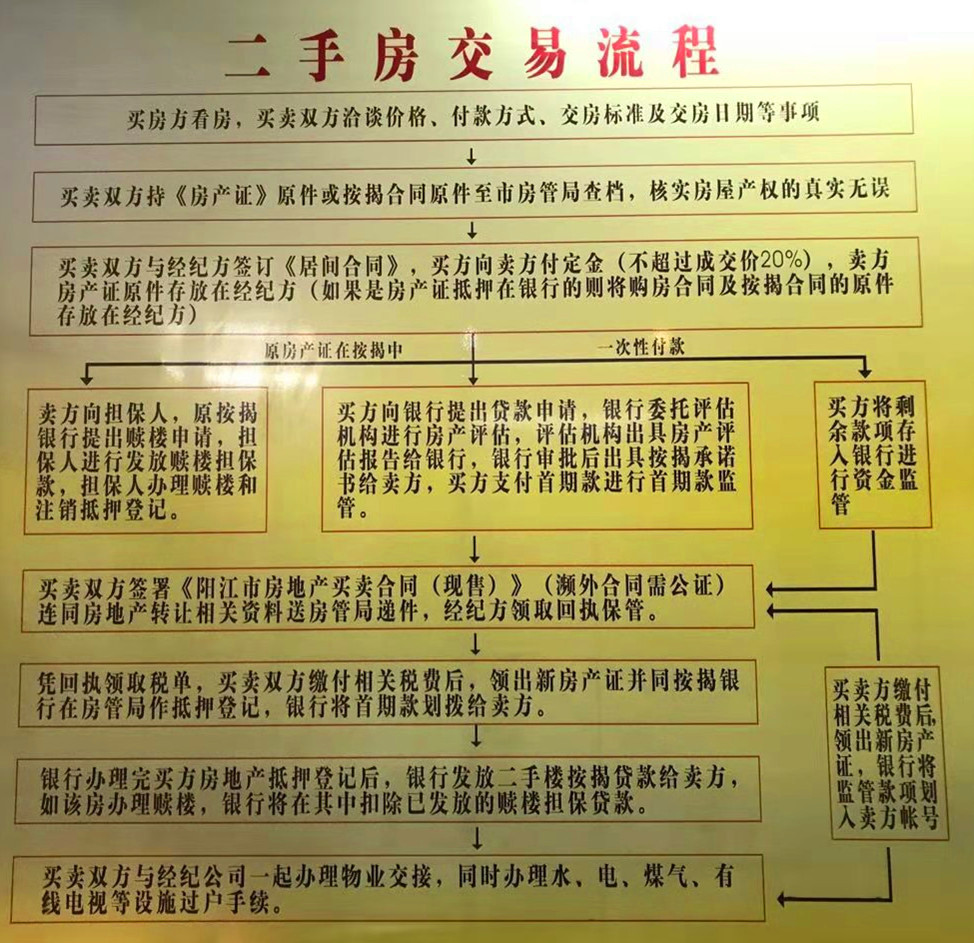 二手房交易流程
买房方看房，买卖双方洽谈价格、付款方式、交房标准及交房日期等事项
买卖双方持《房产证》原件或按揭合同原件至市房管局查档，核实房屋产权的真实无误
买卖双方与经纪方签订《居间合同》，买方向卖方付定金（不超过成交价20%），卖方
房产证原件存放在经纪方（如果是房产证抵押在银行的则将购房合同及按揭合同的原件
存放在经纪方）
原房产证在按揭中
一次性付款
卖方向担保人，原按揭
银行提出赎楼申请，担
保人进行发放赎楼担保
款，担保人办理赎楼和
注销抵押登记。
买方向银行提出贷款申请，银行委托评估
机构进行房产评估，评估机构出具房产评
估报告给银行，银行审批后出具按揭承诺
书给卖方，买方支付首期款进行首期款监
管。
买方将剩
余款项存
入银行进
行资金监
管
买卖双方签署《阳江市房地产买卖合同（现售）》（濒外合同需公证）
连同房地产转让相关资料送房管局递件，经纪方领取回执保管。
凭回执领取税单，买卖双方缴付相关税费后，领出新房产证并同按揭银
行在房管局作抵押登记，银行将首期款划拨给卖方。
买卖方缴付
相关税费后，
领出新房产
证，银行将
监管款项划
入卖方帐号
银行办理完买方房地产抵押登记后，银行发放二手楼按揭贷款给卖方，
如该房办理赎楼，银行将在其中扣除已发放的赎楼担保贷款。
买卖双方与经纪公司一起办理物业交接，同时办理水、电、煤气、有
线电视等设施过户手续。